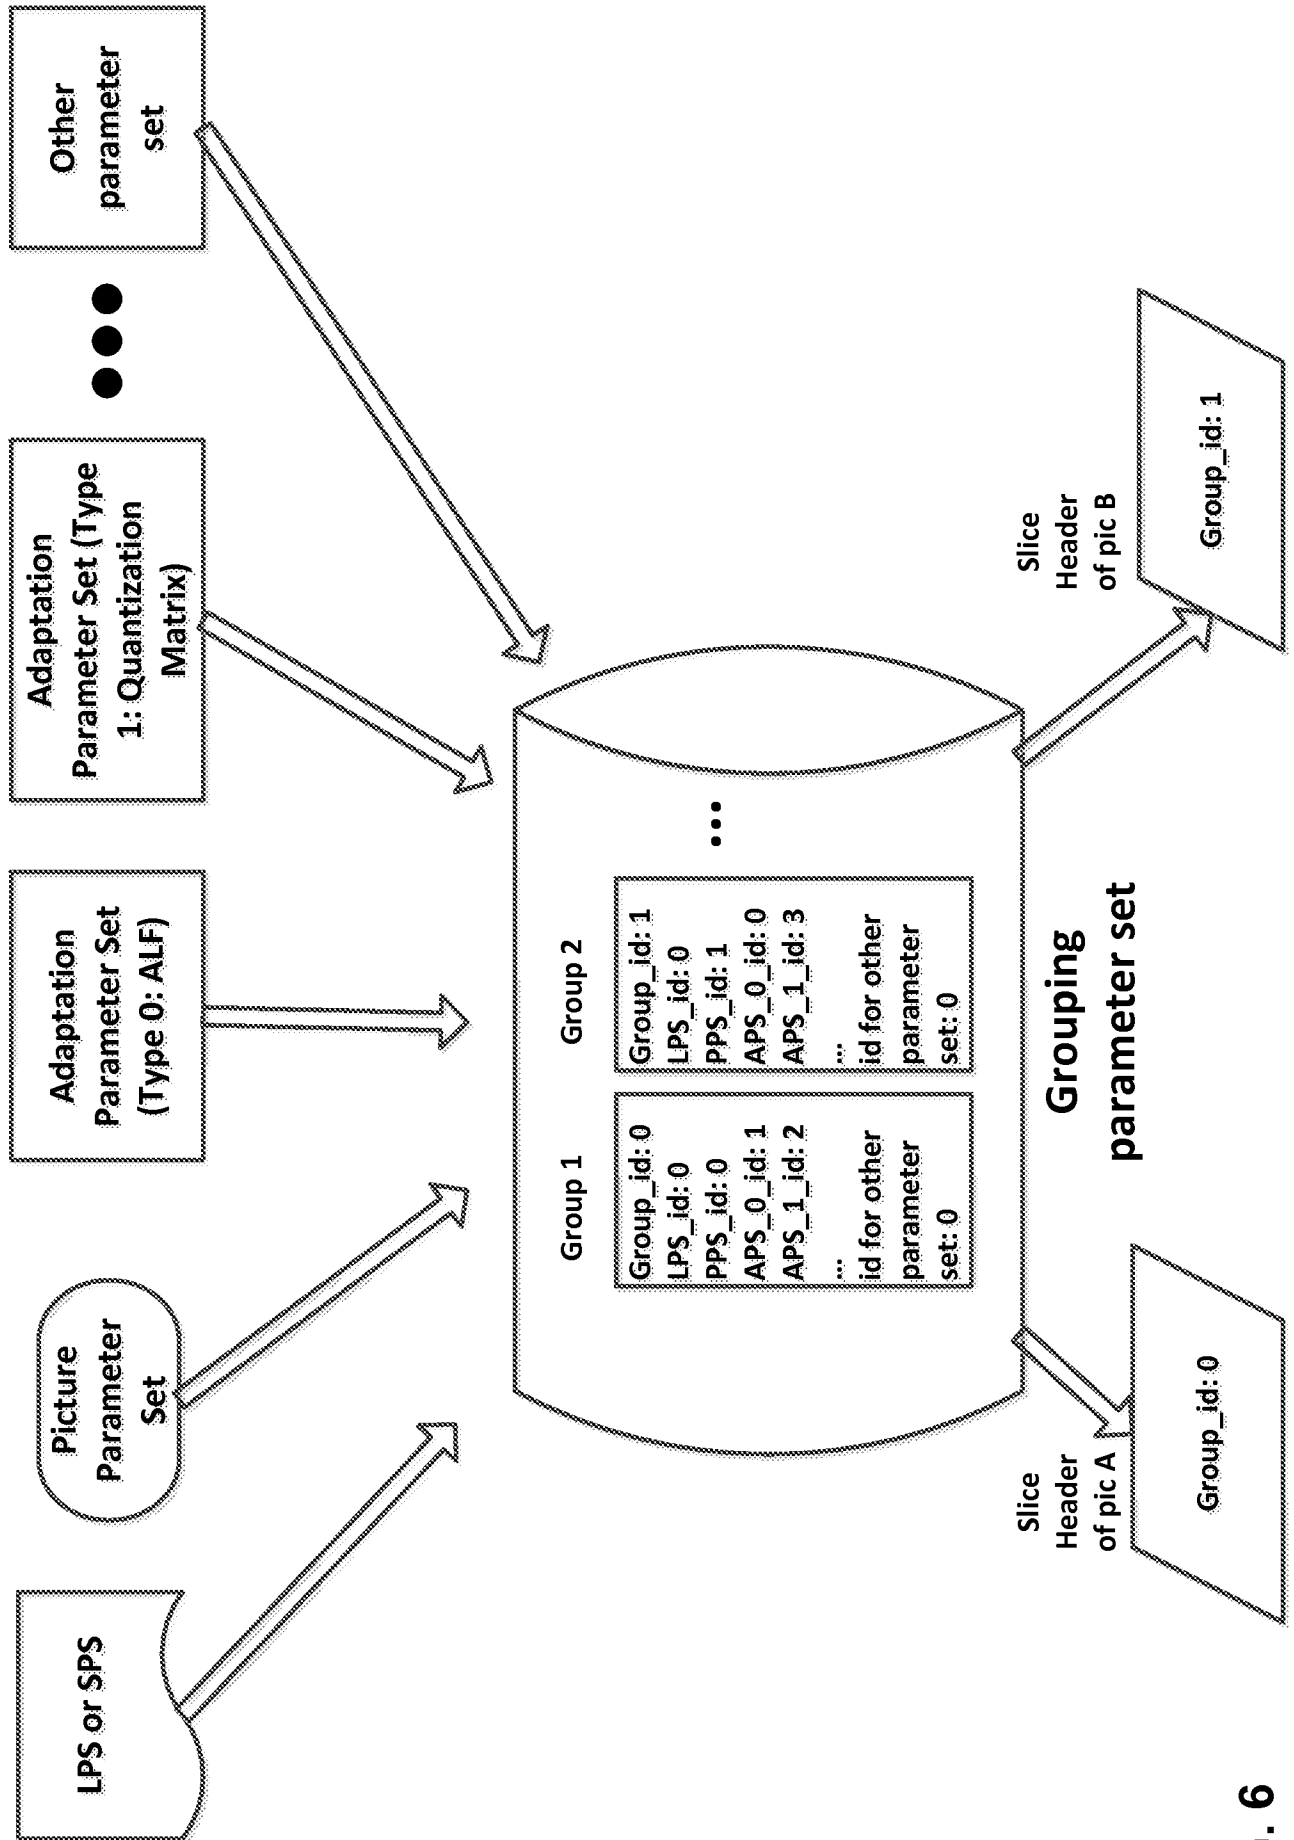 LPS or SPS
Picture
Parameter
Set
Adaptation
Parameter Set
(Type 0: ALF)
Adaptation
Parameter Set (Type
1: Quantization
Matrix)
Other
parameter
set
Group 1
Group_id: 0
LPS_id: 0
PPS_id: 0
APS_0_id: 1
APS_1_id: 2
...
id for other
parameter
set: 0
Group 2
Group_id: 1
LPS_id: 0
PPS_id: 1
APS_0_id: 0
APS_1_id: 3
...
id for other
parameter
set: 0
...
Grouping
parameter set
Slice
Header
of pic A
Group_id: 0
Slice
Header
of pic B
Group_id: 1
. 6